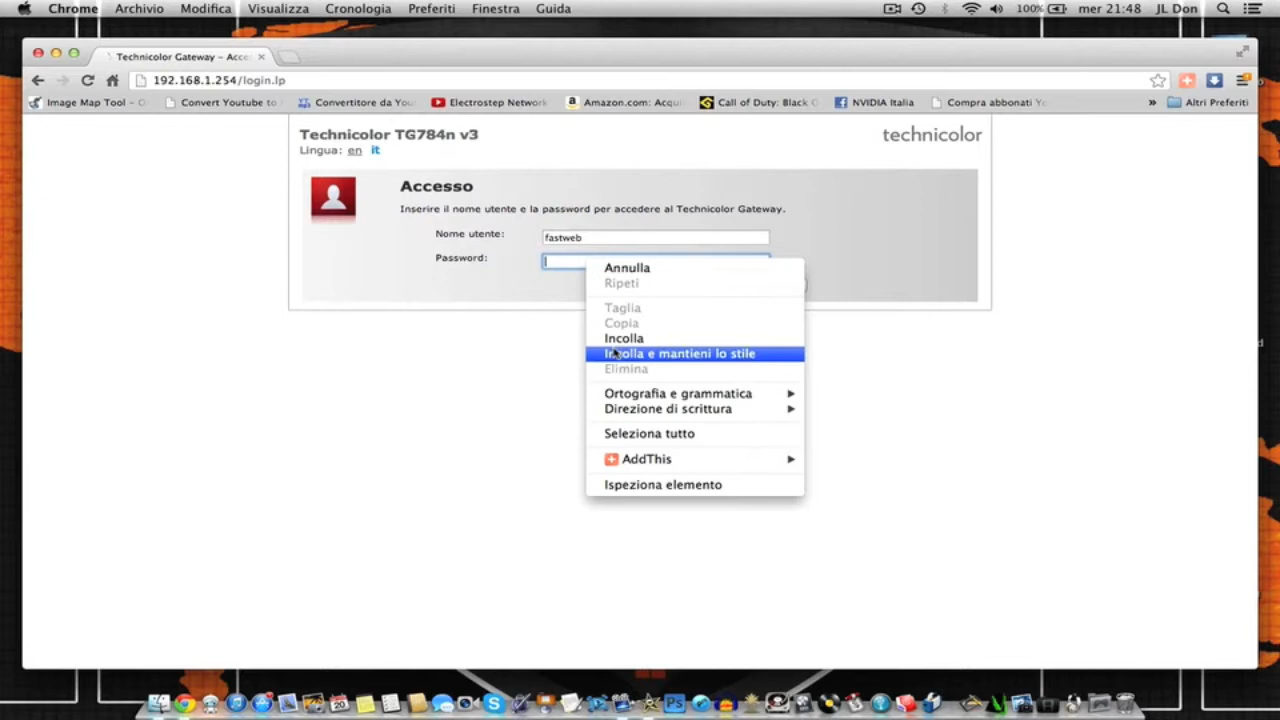 Chrome Archivio Modifica Visualizza Cronologia Preferiti Finestra Guida 100% mer 21:48 JL Don
Technicolor Gateway – Acce
192.168.1.254/login.lp
Image Map Tool – Convert Youtube to Convertitore da You Electrostep Network Amazon.com: Acqui Call of Duty: Black NVIDIA Italia Compra abbonati » Altri Preferiti
Technicolor TG784n v3
technicolor
Lingua: en it
Accesso
Inserire il nome utente e la password per accedere al Technicolor Gateway.
Nome utente: fastweb
Password:
Annulla
Ripeti
Taglia
Copia
Incolla
Incolla e mantieni lo stile
Elimina
Ortografia e grammatica
Direzione di scrittura
Seleziona tutto
AddThis
Ispeziona elemento
20
Ps